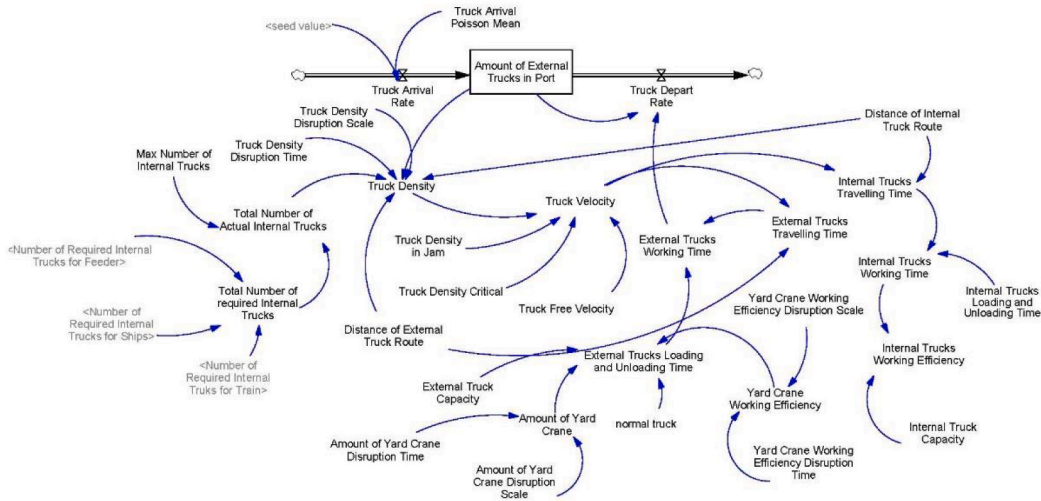 Truck Arrival
Poisson Mean
<seed value>
Amount of External
Trucks in Port
Truck Arrival
Rate
Truck Depart
Rate
Truck Density
Disruption Scale
Distance of Internal
Truck Route
Truck Density
Disruption Time
Max Number of
Internal Trucks
Truck Density
Internal Trucks
Travelling Time
Truck Velocity
Total Number of
Actual Internal Trucks
External Trucks
Travelling Time
Truck Density
in Jam
External Trucks
Working Time
<Number of Required Internal
Trucks for Feeder>
Internal Trucks
Working Time
Truck Density Critical
Total Number of
required Internal
Trucks
Truck Free Velocity
Yard Crane Working
Efficiency Disruption Scale
Internal Trucks
Loading and
Unloading Time
<Number of
Required Internal
Trucks for Ships>
Distance of External
Truck Route
External Trucks Loading
and Unloading Time
Internal Trucks
Working Efficiency
<Number of
Required Internal
Truks for Train>
External Truck
Capacity
Yard Crane
Working Efficiency
Amount of Yard
Crane
normal truck
Internal Truck
Capacity
Amount of Yard Crane
Disruption Time
Yard Crane Working
Efficiency Disruption
Time
Amount of Yard
Crane Disruption
Scale